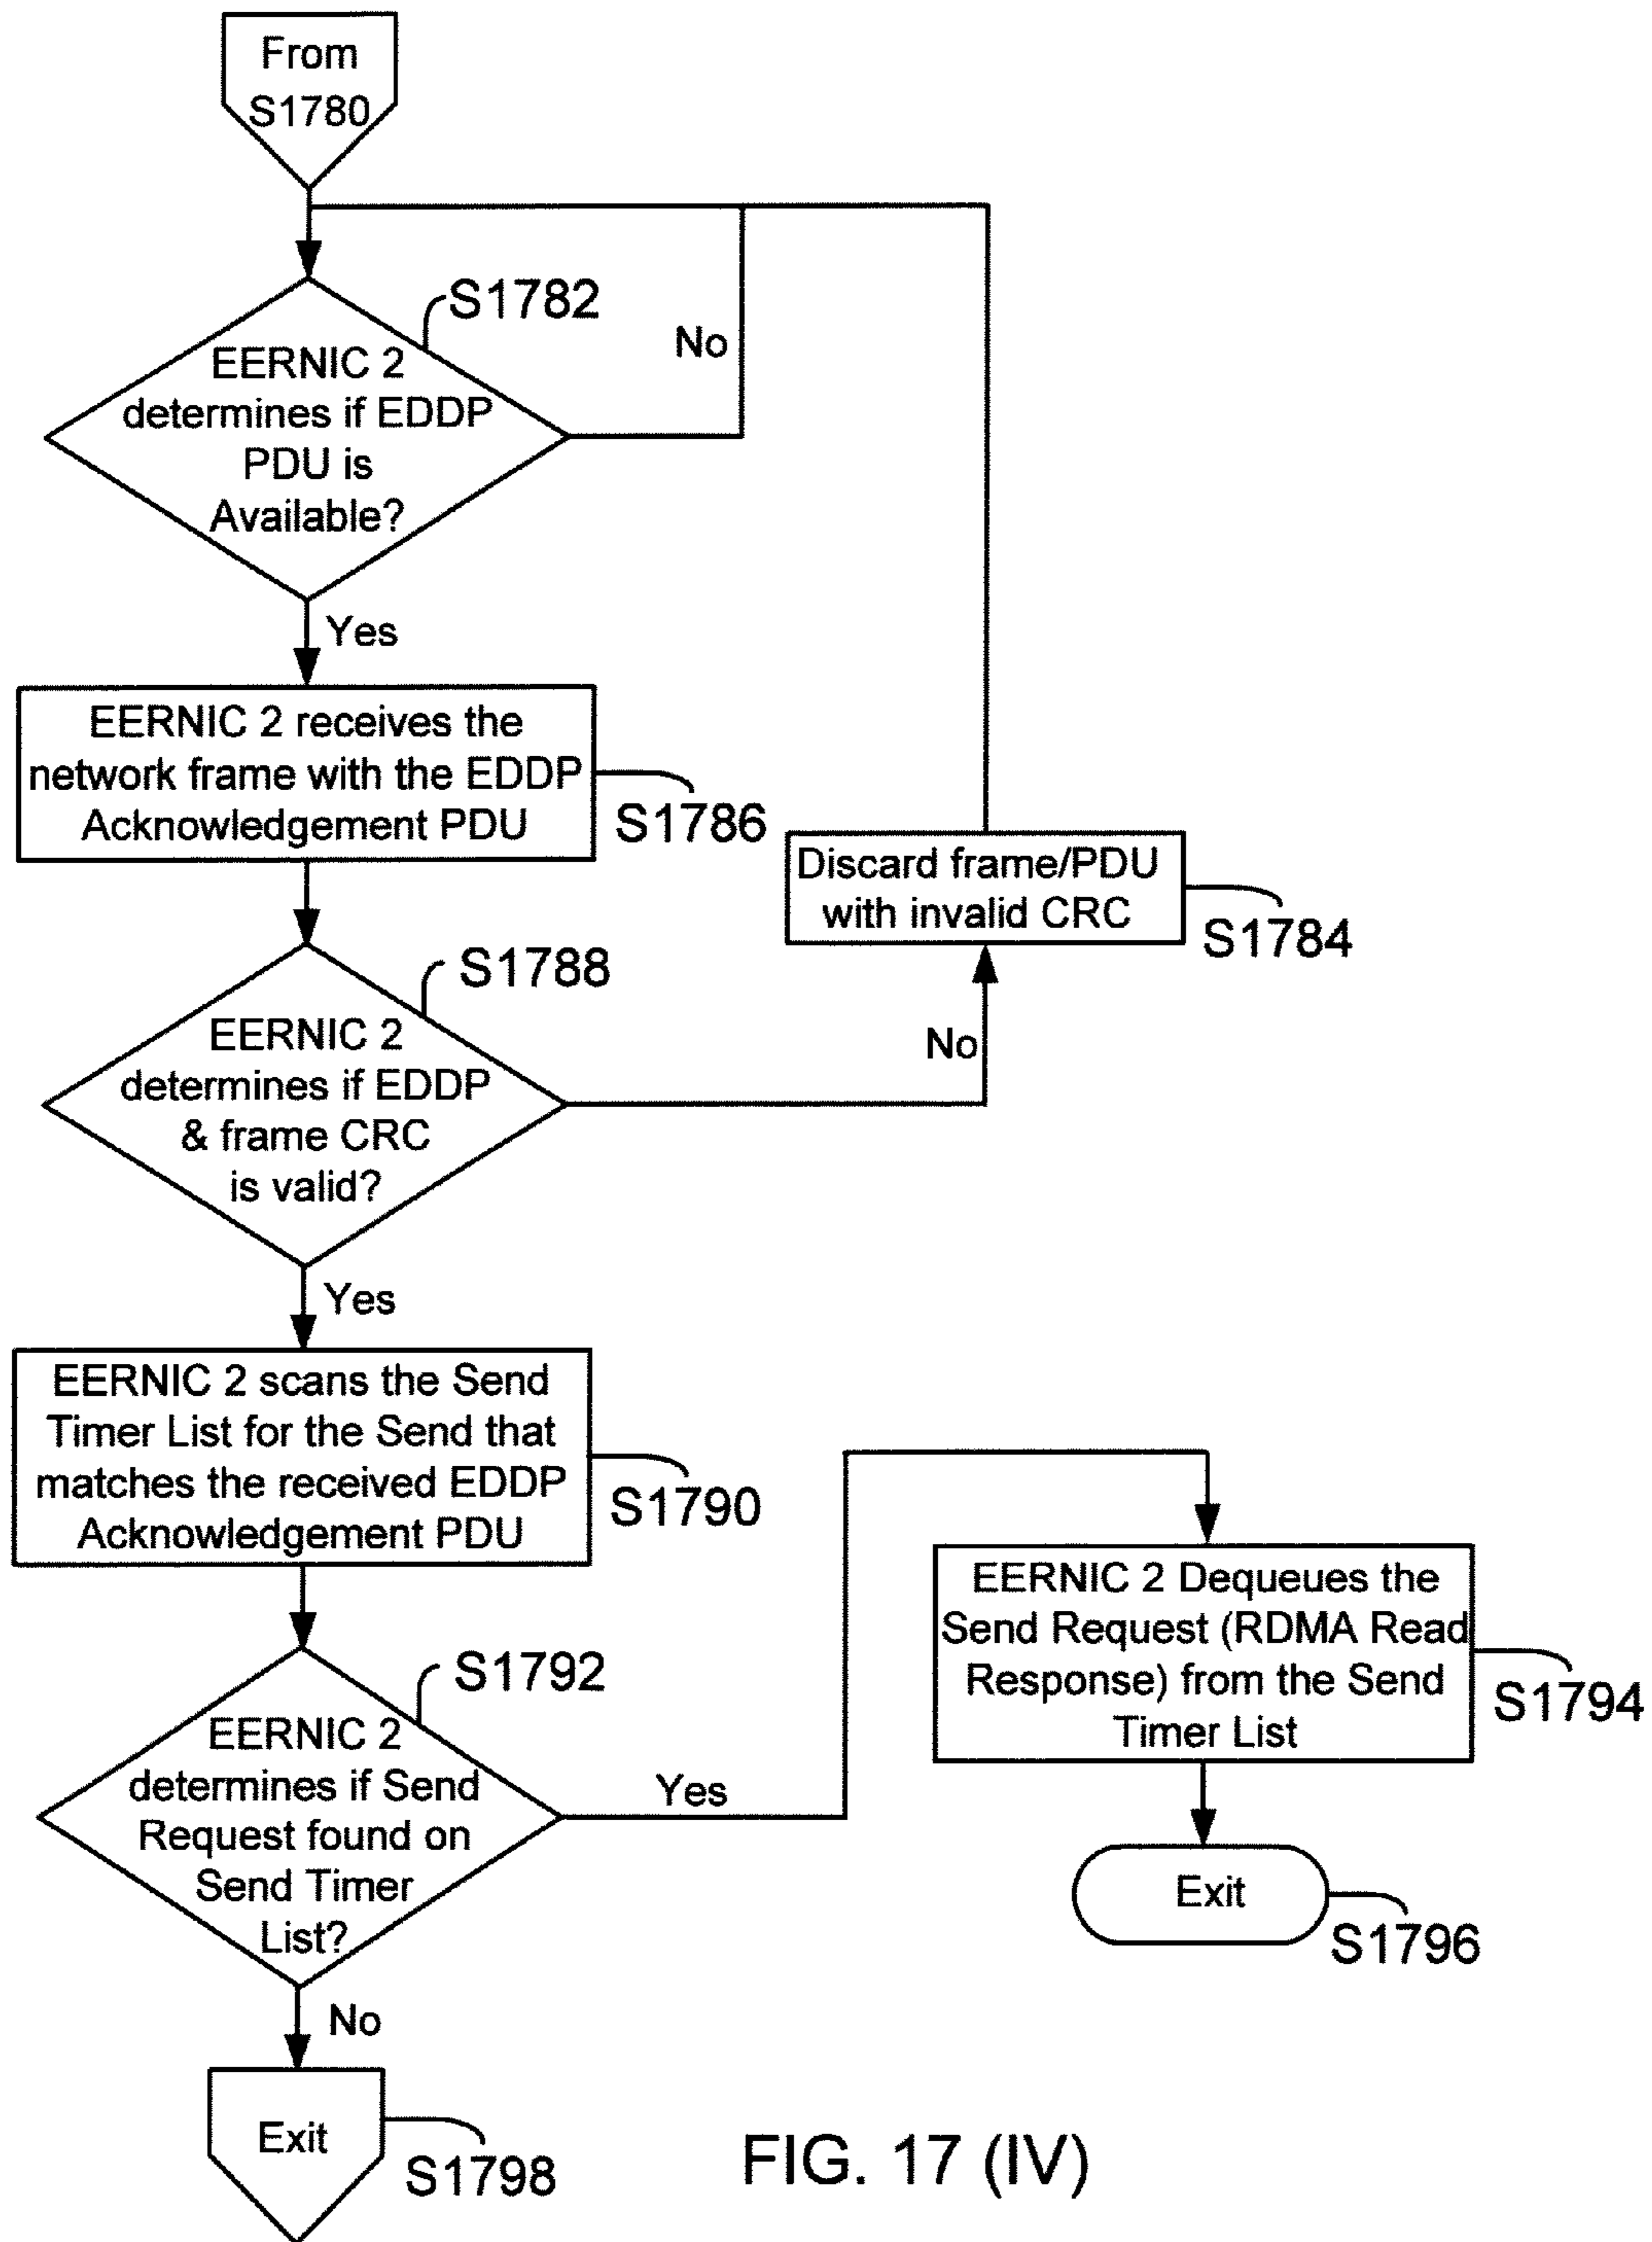 From
S1780
S1782
No
EERNIC 2
determines if EDDP
PDU is
Available?
Yes
EERNIC 2 receives the
network frame with the EDDP
Acknowledgement PDU
S1786
Discard frame/PDU
with invalid CRC
S1784
S1788
EERNIC 2
determines if EDDP
& frame CRC
is valid?
No
Yes
EERNIC 2 scans the Send
Timer List for the Send that
matches the received EDDP
Acknowledgement PDU
S1790
S1792
EERNIC 2
determines if Send
Request found on
Send Timer
List?
Yes
EERNIC 2 Dequeues the
Send Request (RDMA Read
Response) from the Send
Timer List
S1794
Exit
S1796
No
Exit
S1798
FIG. 17 (IV)